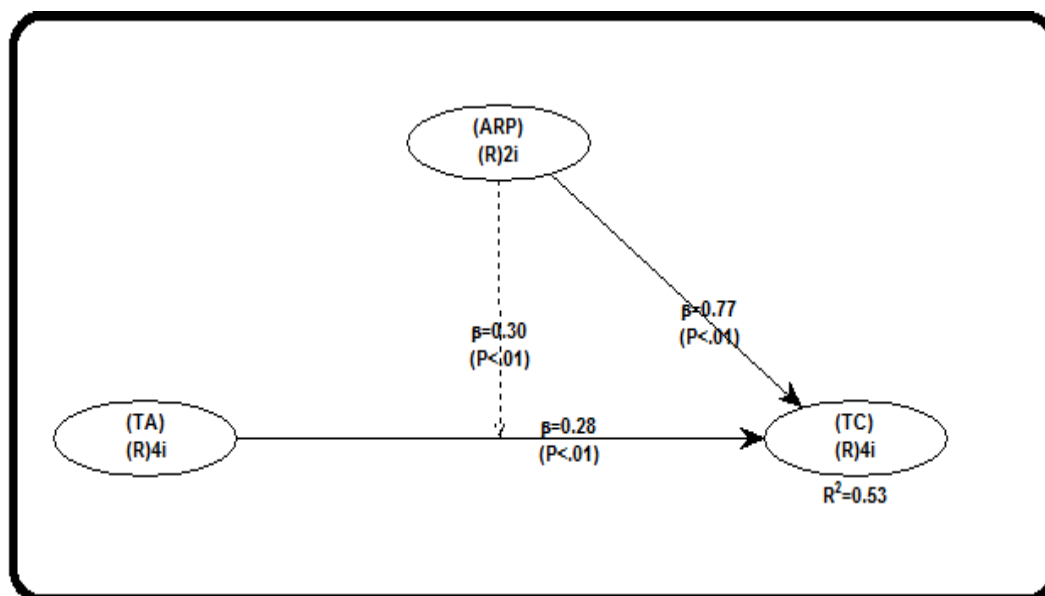 (ARP)
(R)2i
β=0.77
(P<.01)
β=0.30
(P<.01)
(TA)
(R)4i
β=0.28
(P<.01)
(TC)
(R)4i
R²=0.53